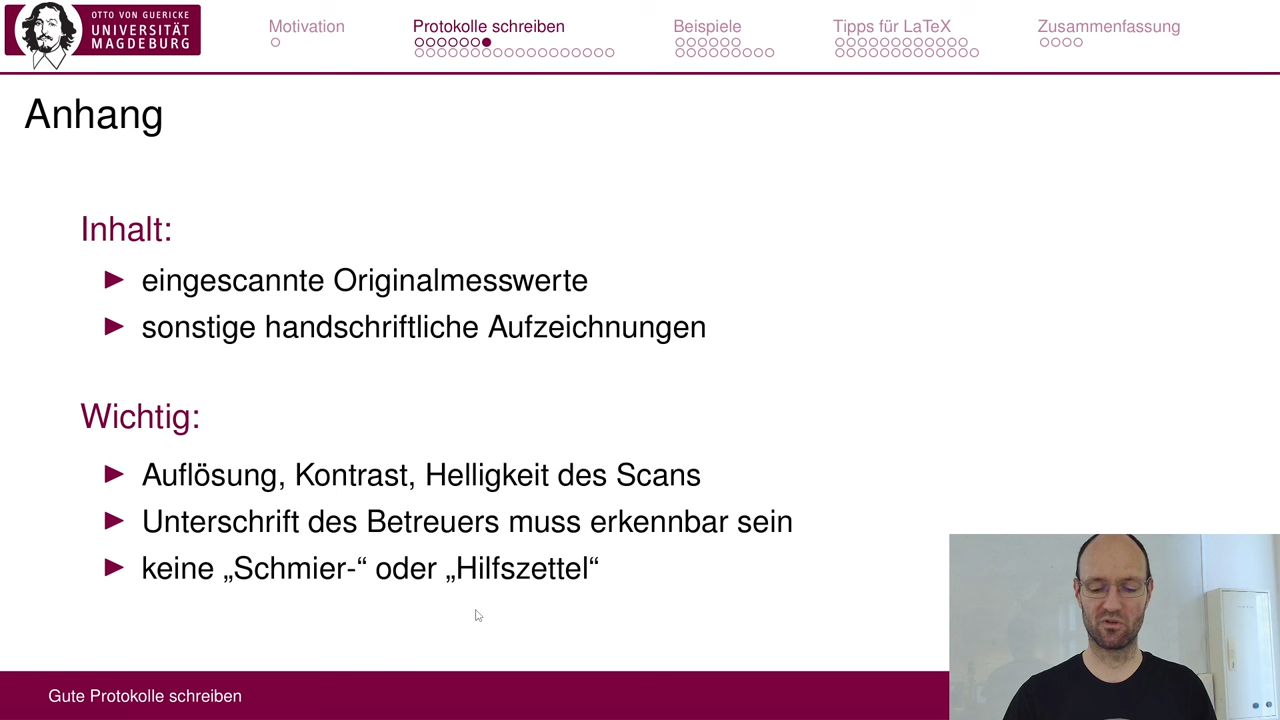 OTTO VON GUERICKE
UNIVERSITÄT
MAGDEBURG
Motivation
Protokolle schreiben
Beispiele
Tipps für LaTeX
Zusammenfassung
Anhang
Inhalt:
eingescannte Originalmesswerte
sonstige handschriftliche Aufzeichnungen
Wichtig:
Auflösung, Kontrast, Helligkeit des Scans
Unterschrift des Betreuers muss erkennbar sein
keine „Schmier-“ oder „Hilfszettel“
Gute Protokolle schreiben